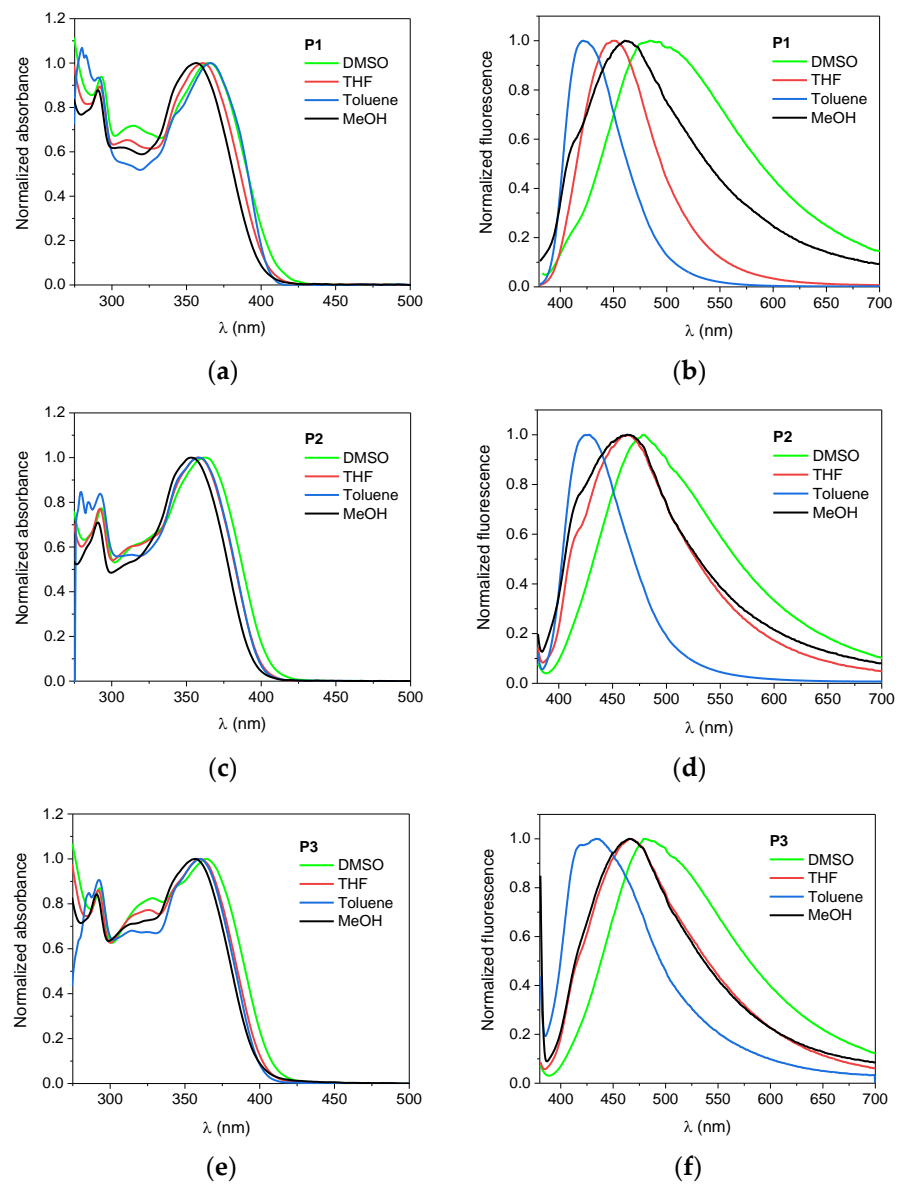 1.2
1.0
0.8
0.6
0.4
0.2
0.0
300
350
400
450
500
Normalized absorbance
λ (nm)
P1
DMSO
THF
Toluene
MeOH
(a)
1.0
0.8
0.6
0.4
0.2
0.0
400
450
500
550
600
650
700
Normalized fluorescence
λ (nm)
P1
DMSO
THF
Toluene
MeOH
(b)
1.2
1.0
0.8
0.6
0.4
0.2
0.0
300
350
400
450
500
Normalized absorbance
λ (nm)
P2
DMSO
THF
Toluene
MeOH
(c)
1.0
0.8
0.6
0.4
0.2
0.0
400
450
500
550
600
650
700
Normalized fluorescence
λ (nm)
P2
DMSO
THF
Toluene
MeOH
(d)
1.2
1.0
0.8
0.6
0.4
0.2
0.0
250
300
350
400
450
500
Normalized absorbance
λ (nm)
P3
DMSO
THF
Toluene
MeOH
(e)
1.0
0.8
0.6
0.4
0.2
0.0
400
450
500
550
600
650
700
Normalized fluorescence
λ (nm)
P3
DMSO
THF
Toluene
MeOH
(f)